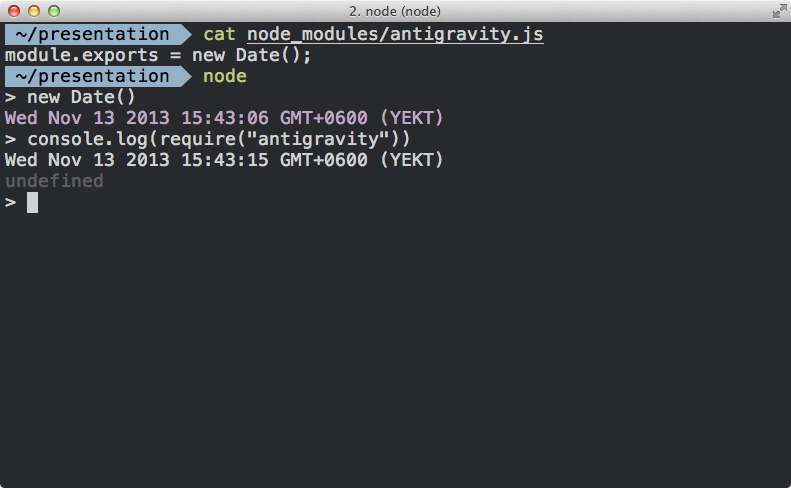 2. node (node)
~/presentation cat node_modules/antigravity.js
module.exports = new Date();
~/presentation node
> new Date()
Wed Nov 13 2013 15:43:06 GMT+0600 (YEKT)
> console.log(require("antigravity"))
Wed Nov 13 2013 15:43:15 GMT+0600 (YEKT)
undefined
>